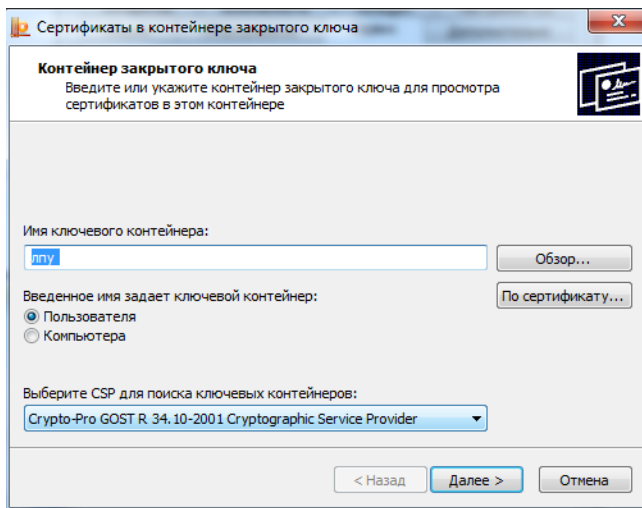 Сертификаты в контейнере закрытого ключа
Контейнер закрытого ключа
Введите или укажите контейнер закрытого ключа для просмотра
сертификатов в этом контейнере
Имя ключевого контейнера:
лпу
Обзор...
Введенное имя задает ключевой контейнер:
По сертификату...
Пользователя
Компьютера
Выберите CSP для поиска ключевых контейнеров:
Crypto-Pro GOST R 34.10-2001 Cryptographic Service Provider
< Назад
Далее >
Отмена